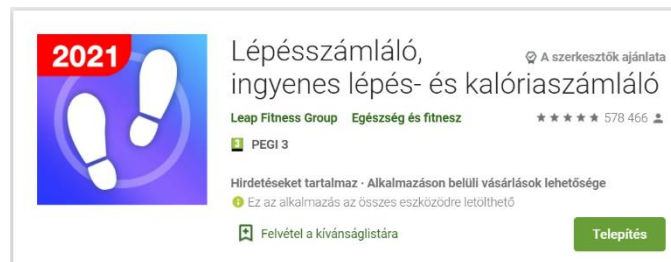 2021
Lépésszámláló,
A szerkesztők ajánlata
ingyenes lépés- és kalóriaszámláló
Leap Fitness Group Egészség és fitnesz
578 466
3
PEGI 3
Hirdetéseket tartalmaz · Alkalmazáson belüli vásárlások lehetősége
Ez az alkalmazás az összes eszközödre letölthető
Felvétel a kívánságlistára
Telepítés